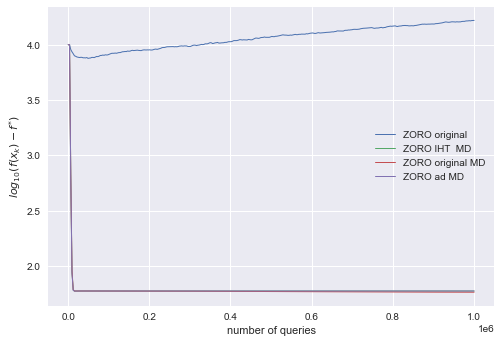 4.0
3.5
3.0
2.5
2.0
log₁₀(f(xₖ) − f*)
ZORO original
ZORO IHT MD
ZORO original MD
ZORO ad MD
0.0 0.2 0.4 0.6 0.8 1.0
1e6
number of queries